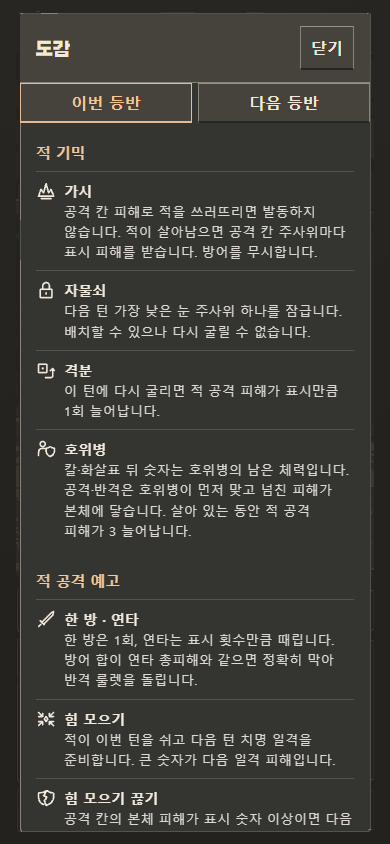 도감
닫기
이번 등반
다음 등반
적 기믹
가시
공격 칸 피해로 적을 쓰러뜨리면 발동하지
않습니다. 적이 살아남으면 공격 칸 주사위마다
표시 피해를 받습니다. 방어를 무시합니다.
자물쇠
다음 턴 가장 낮은 눈 주사위 하나를 잠급니다.
배치할 수 있으나 다시 굴릴 수 없습니다.
격분
이 턴에 다시 굴리면 적 공격 피해가 표시만큼
1회 늘어납니다.
호위병
칼·화살표 뒤 숫자는 호위병의 남은 체력입니다.
공격·반격은 호위병이 먼저 맞고 넘친 피해가
본체에 닿습니다. 살아 있는 동안 적 공격
피해가 3 늘어납니다.
적 공격 예고
한 방 · 연타
한 방은 1회, 연타는 표시 횟수만큼 때립니다.
방어 합이 연타 총피해와 같으면 정확히 막아
반격 룰렛을 돌립니다.
힘 모으기
적이 이번 턴을 쉬고 다음 턴 치명 일격을
준비합니다. 큰 숫자가 다음 일격 피해입니다.
힘 모으기 끊기
공격 칸의 본체 피해가 표시 숫자 이상이면 다음